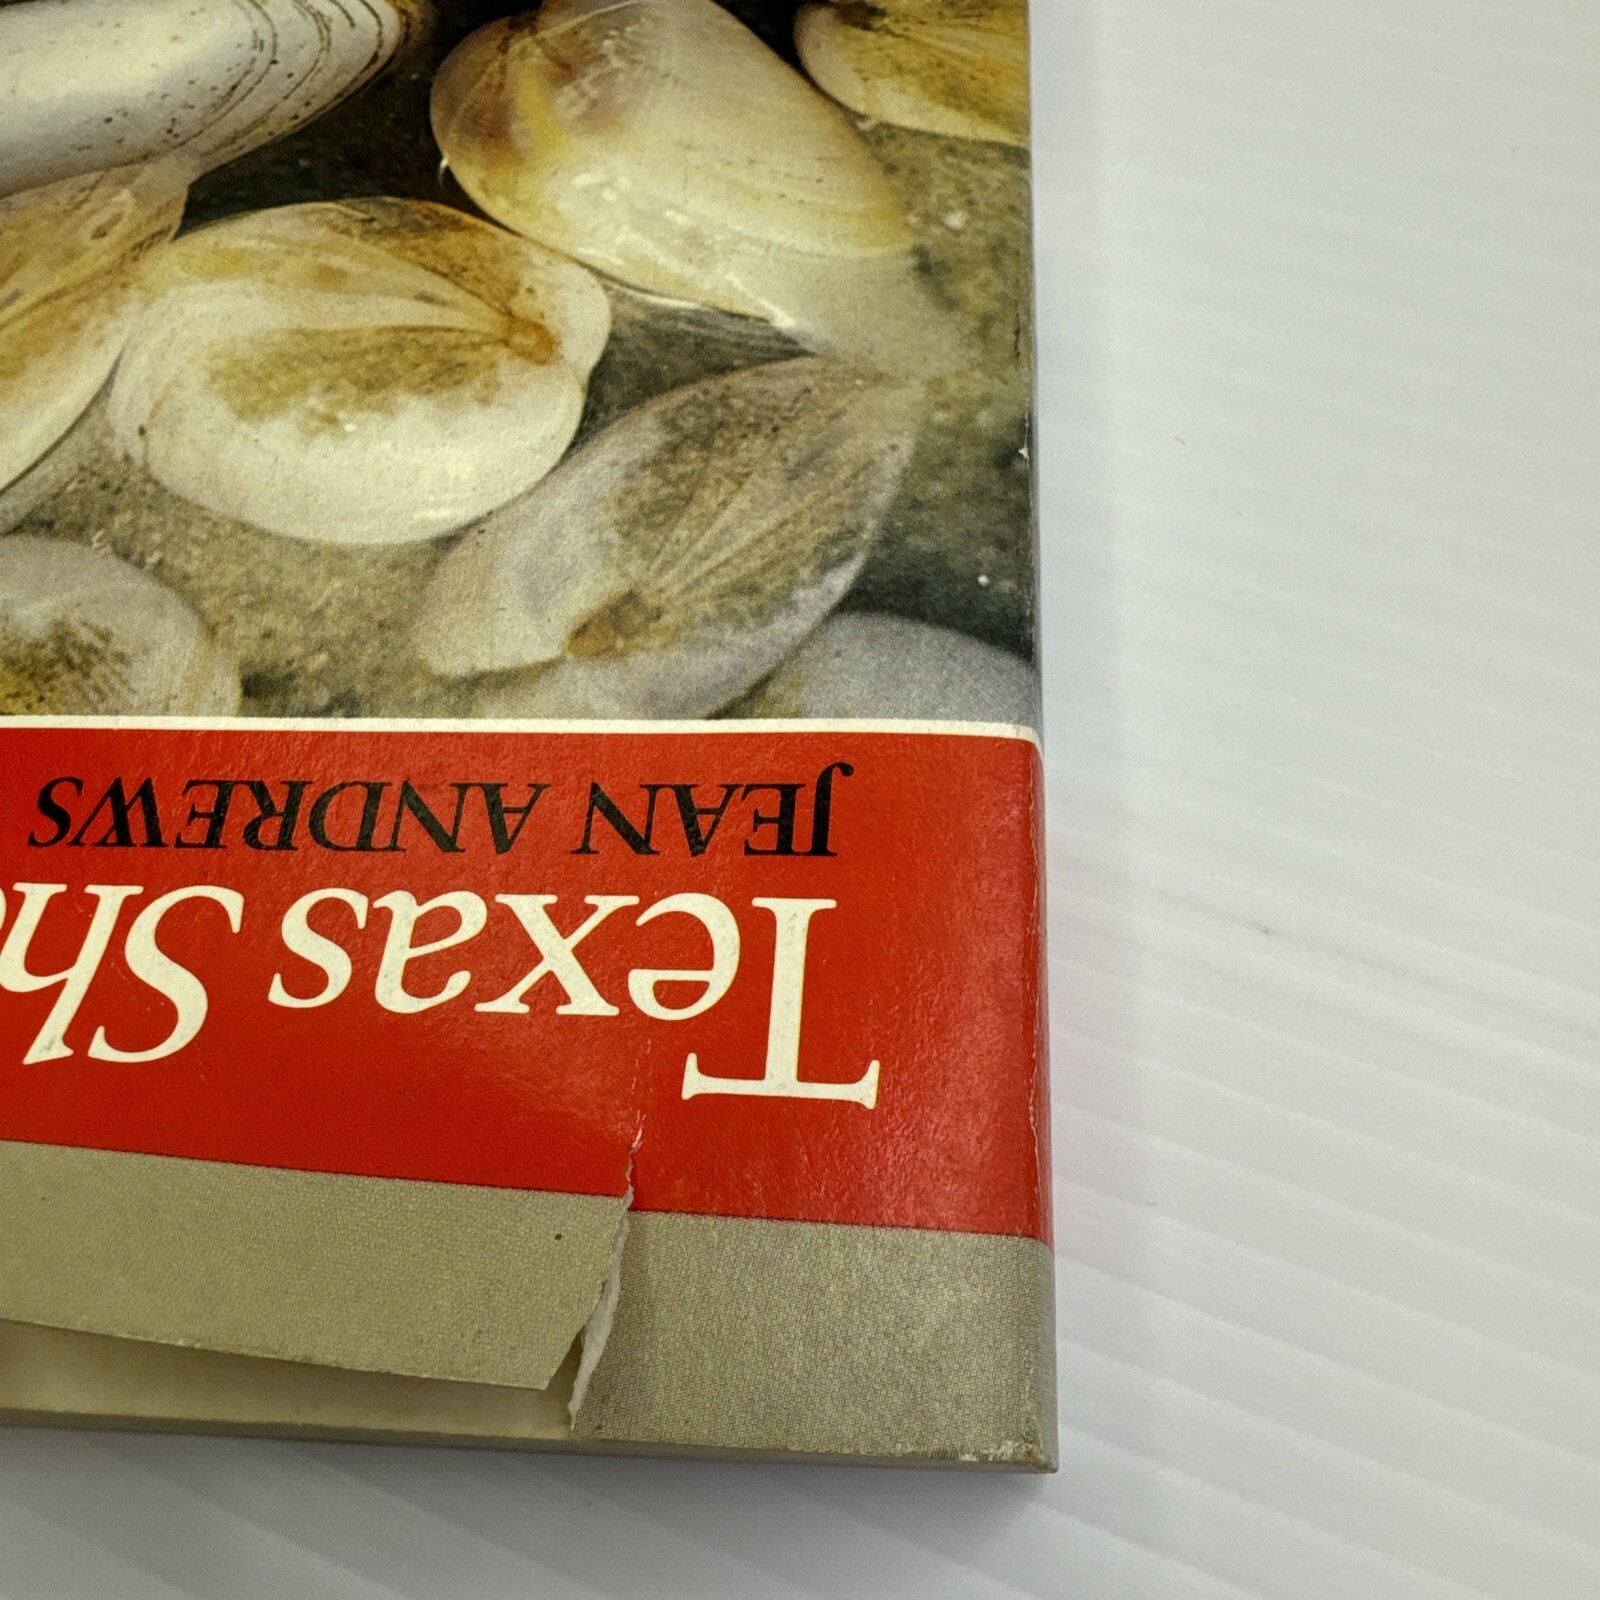 Texas Sh
JEAN ANDREWS